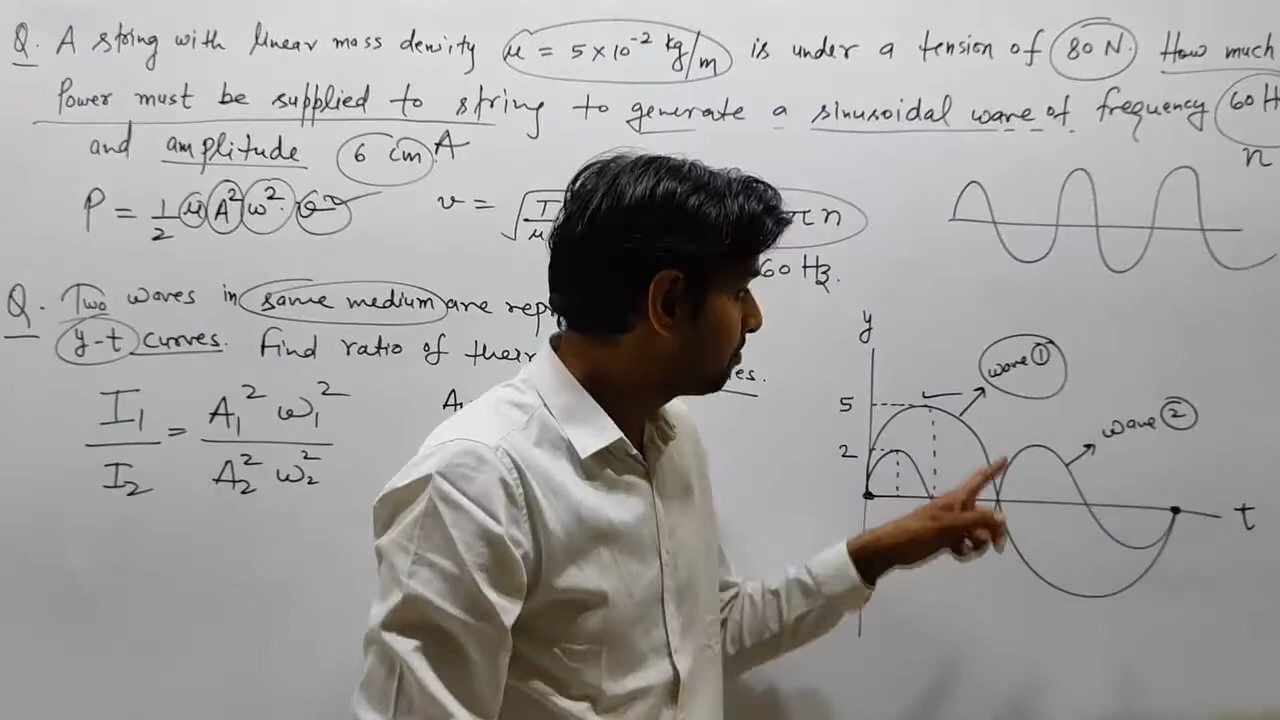 Q. A string with linear mass density μ = 5×10⁻² kg/m is under a tension of 80 N. How much
Power must be supplied to string to generate a sinusoidal wave of frequency 60 H
and amplitude 6 cm A
n
P = 1/2 μ A² ω² v = √T/μ πn
60 Hz.
Q. Two waves in same medium are rep
y-t curves. Find ratio of their es.
I₁/I₂ = A₁² ω₁²/A₂² ω₂²
A₁
y
5
2
wave ①
wave ②
t